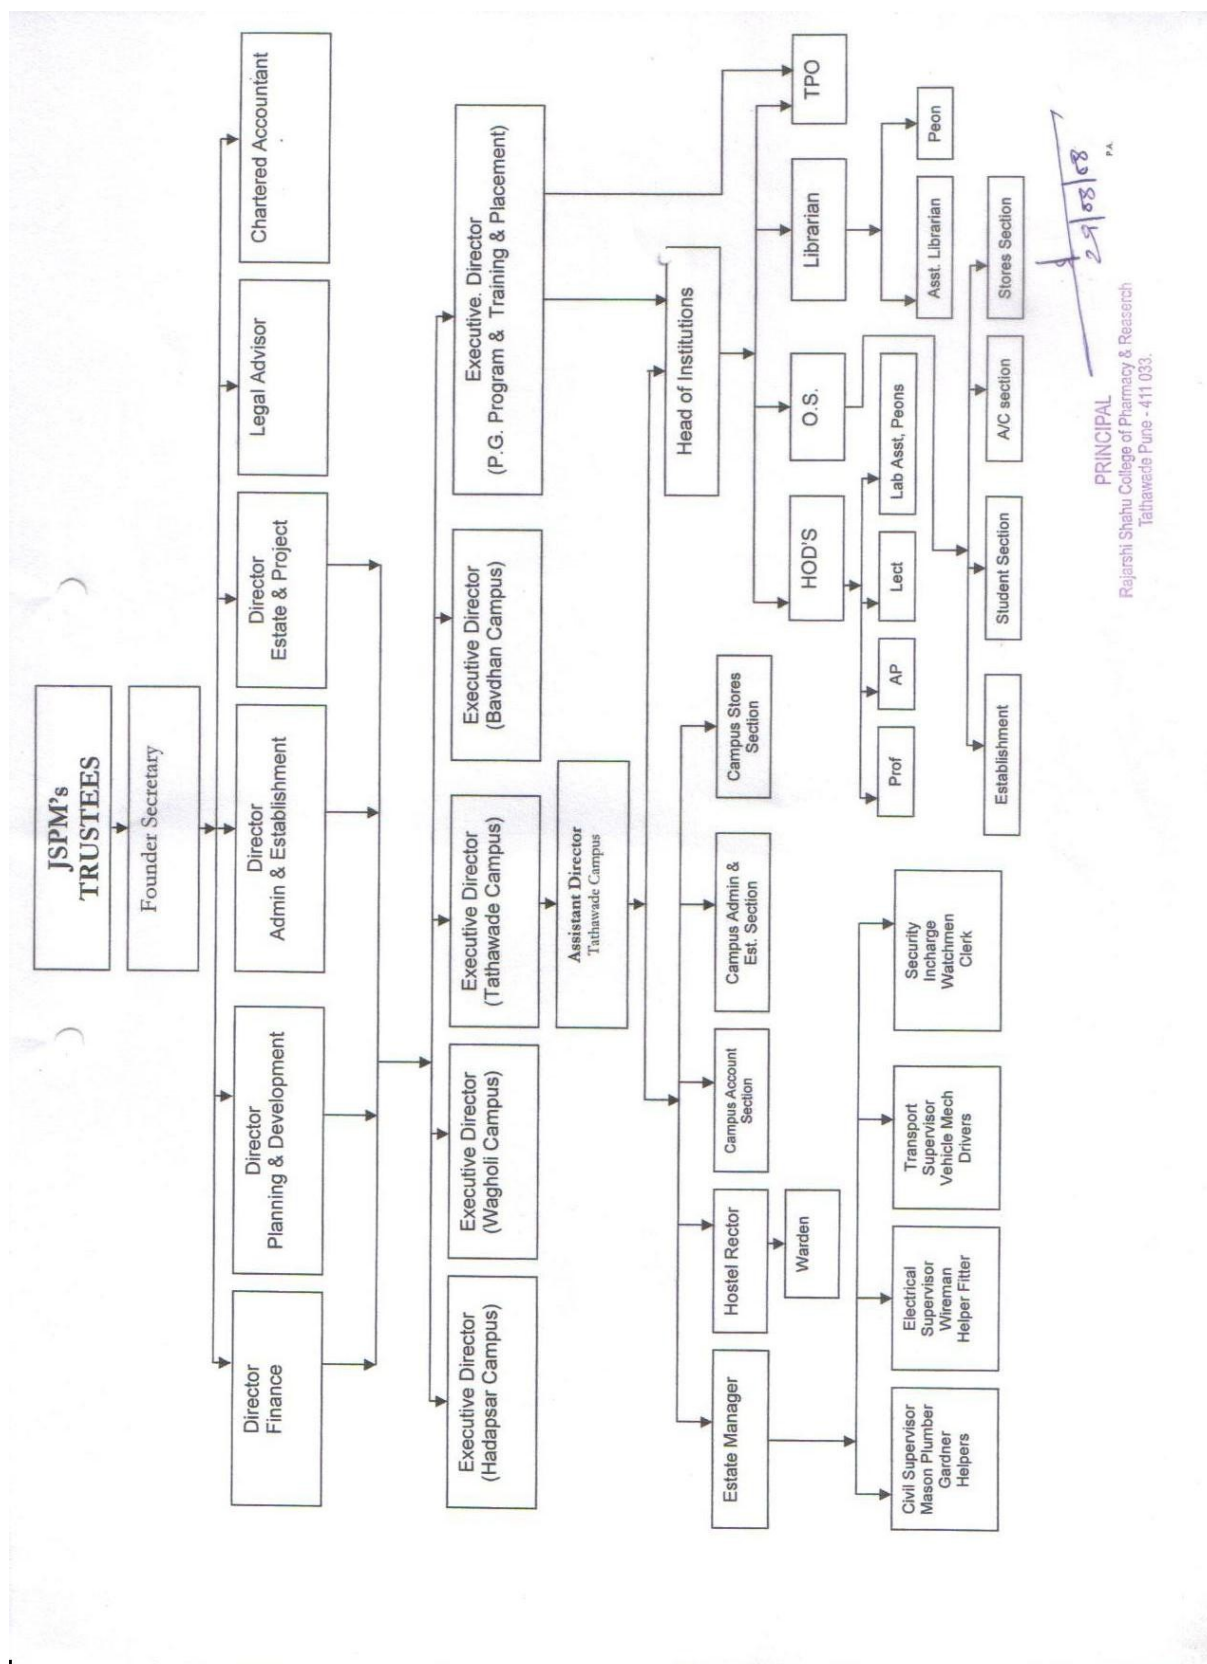 JSPM's
TRUSTEES
Founder Secretary
Director
Finance
Director
Planning & Development
Director
Admin & Establishment
Director
Estate & Project
Legal Advisor
Chartered Accountant
Executive Director
(Hadapsar Campus)
Executive Director
(Wagholi Campus)
Executive Director
(Tathawade Campus)
Executive Director
(Bavdhan Campus)
Executive. Director
(P.G. Program & Training & Placement)
Assistant Director
Tathawade Campus
Head of Institutions
Estate Manager
Hostel Rector
Campus Account
Section
Campus Admin &
Est. Section
Campus Stores
Section
Warden
HOD'S
O.S.
Librarian
TPO
Prof
AP
Lect
Lab Asst, Peons
Asst. Librarian
Peon
Civil Supervisor
Mason Plumber
Gardner
Helpers
Electrical
Supervisor
Wireman
Helper Fitter
Transport
Supervisor
Vehicle Mech
Drivers
Security
Incharge
Watchmen
Clerk
Establishment
Student Section
A/C section
Stores Section
29/08/08
P.A.
PRINCIPAL
Rajarshi Shahu College of Pharmacy & Reaserch
Tathawade Pune - 411 033.